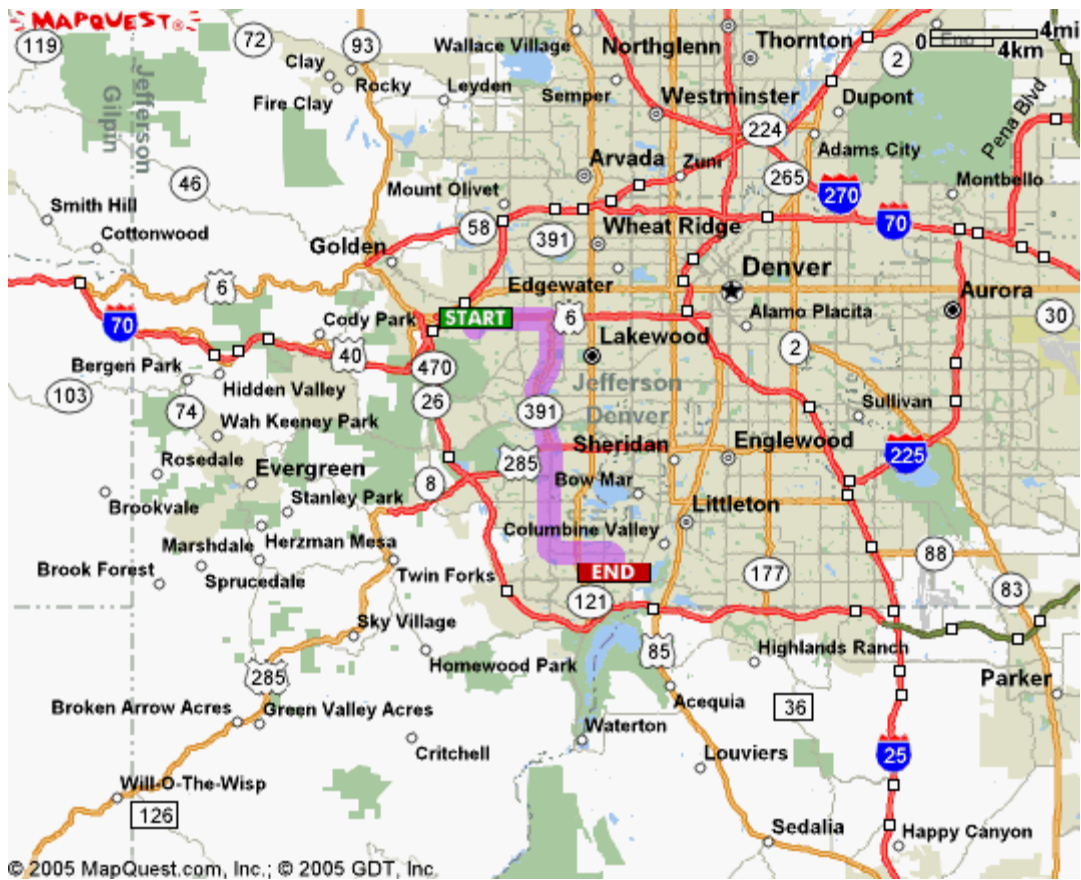 MAPQUEST®
119
72
93
Wallace Village
Northglenn
Thornton
2
Eno
0
4mi
4km
Clay
Rocky
Fire Clay
Leyden
Semper
Westminster
Dupont
Jefferson
Gilpin
224
Pena Blvd
Arvada
Zuni
Adams City
265
270
70
Montbello
46
Mount Olivet
Smith Hill
Cottonwood
58
391
Wheat Ridge
Golden
Denver
6
Edgewater
Aurora
START
6
Alamo Placita
30
70
Cody Park
Lakewood
40
2
Bergen Park
470
Jefferson
Hidden Valley
103
74
26
391
Denver
Sullivan
Wah Keeney Park
Sheridan
Englewood
225
Rosedale
Evergreen
285
8
Bow Mar
Brookvale
Stanley Park
Littleton
Columbine Valley
Marshdale
Herzman Mesa
88
Brook Forest
Sprucedale
Twin Forks
END
177
83
121
Sky Village
85
Highlands Ranch
285
Homewood Park
Parker
Broken Arrow Acres
Green Valley Acres
Acequia
36
Waterton
Critchell
Louviers
25
Will-O-The-Wisp
126
Sedalia
Happy Canyon
© 2005 MapQuest.com, Inc.; © 2005 GDT, Inc